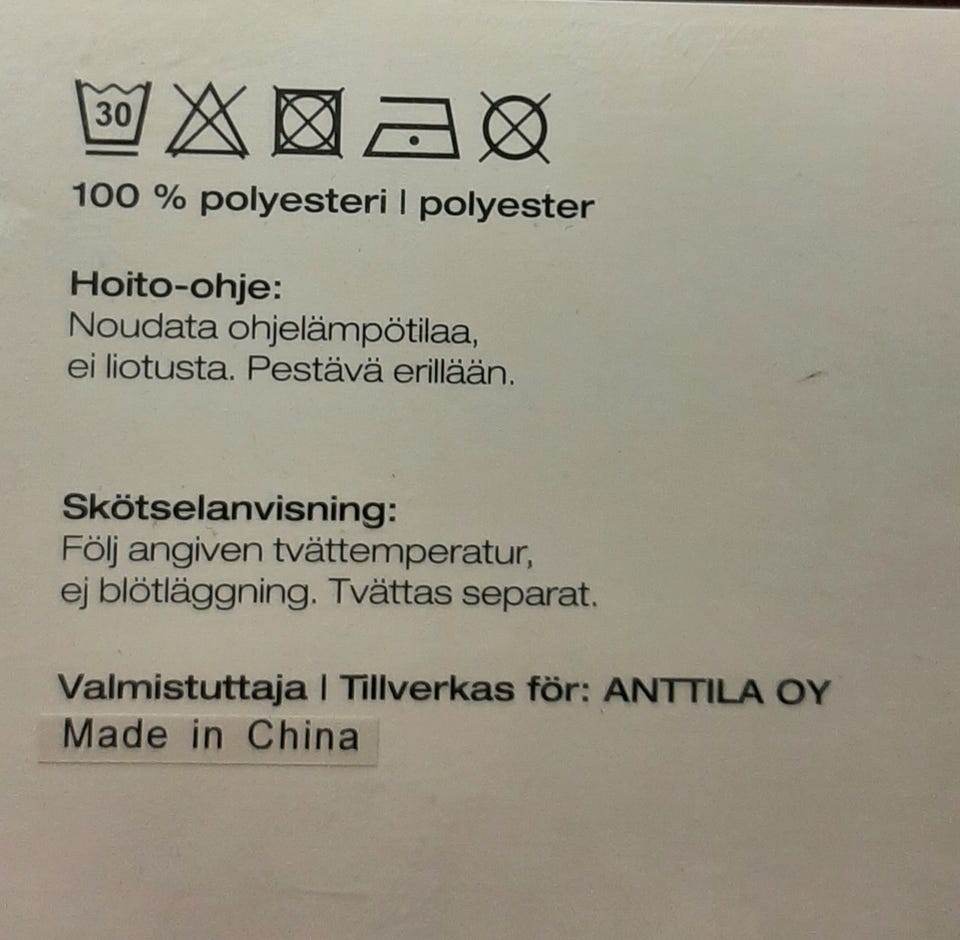 30
100 % polyesteri | polyester
Hoito-ohje:
Noudata ohjelämpötilaa,
ei liotusta. Pestävä erillään.
Skötselanvisning:
Följ angiven tvättemperatur,
ej blötläggning. Tvättas separat.
Valmistuttaja | Tillverkas för: ANTTILA OY
Made in China